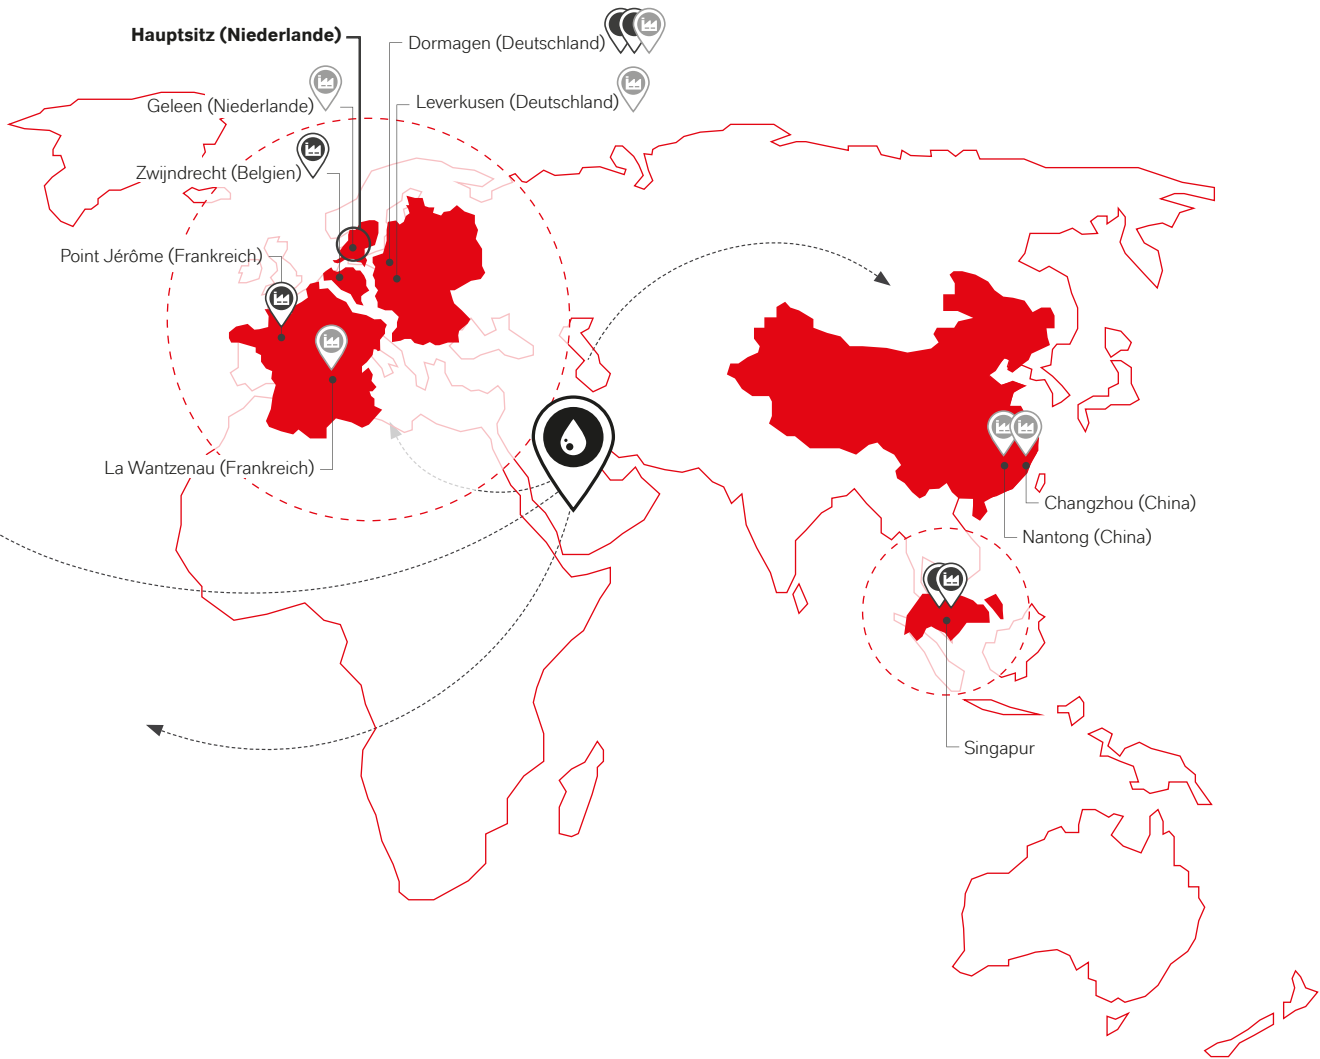 Hauptsitz (Niederlande)
Dormagen (Deutschland)
Geleen (Niederlande)
Leverkusen (Deutschland)
Zwijndrecht (Belgien)
Point Jérôme (Frankreich)
La Wantzenau (Frankreich)
Changzhou (China)
Nantong (China)
Singapur